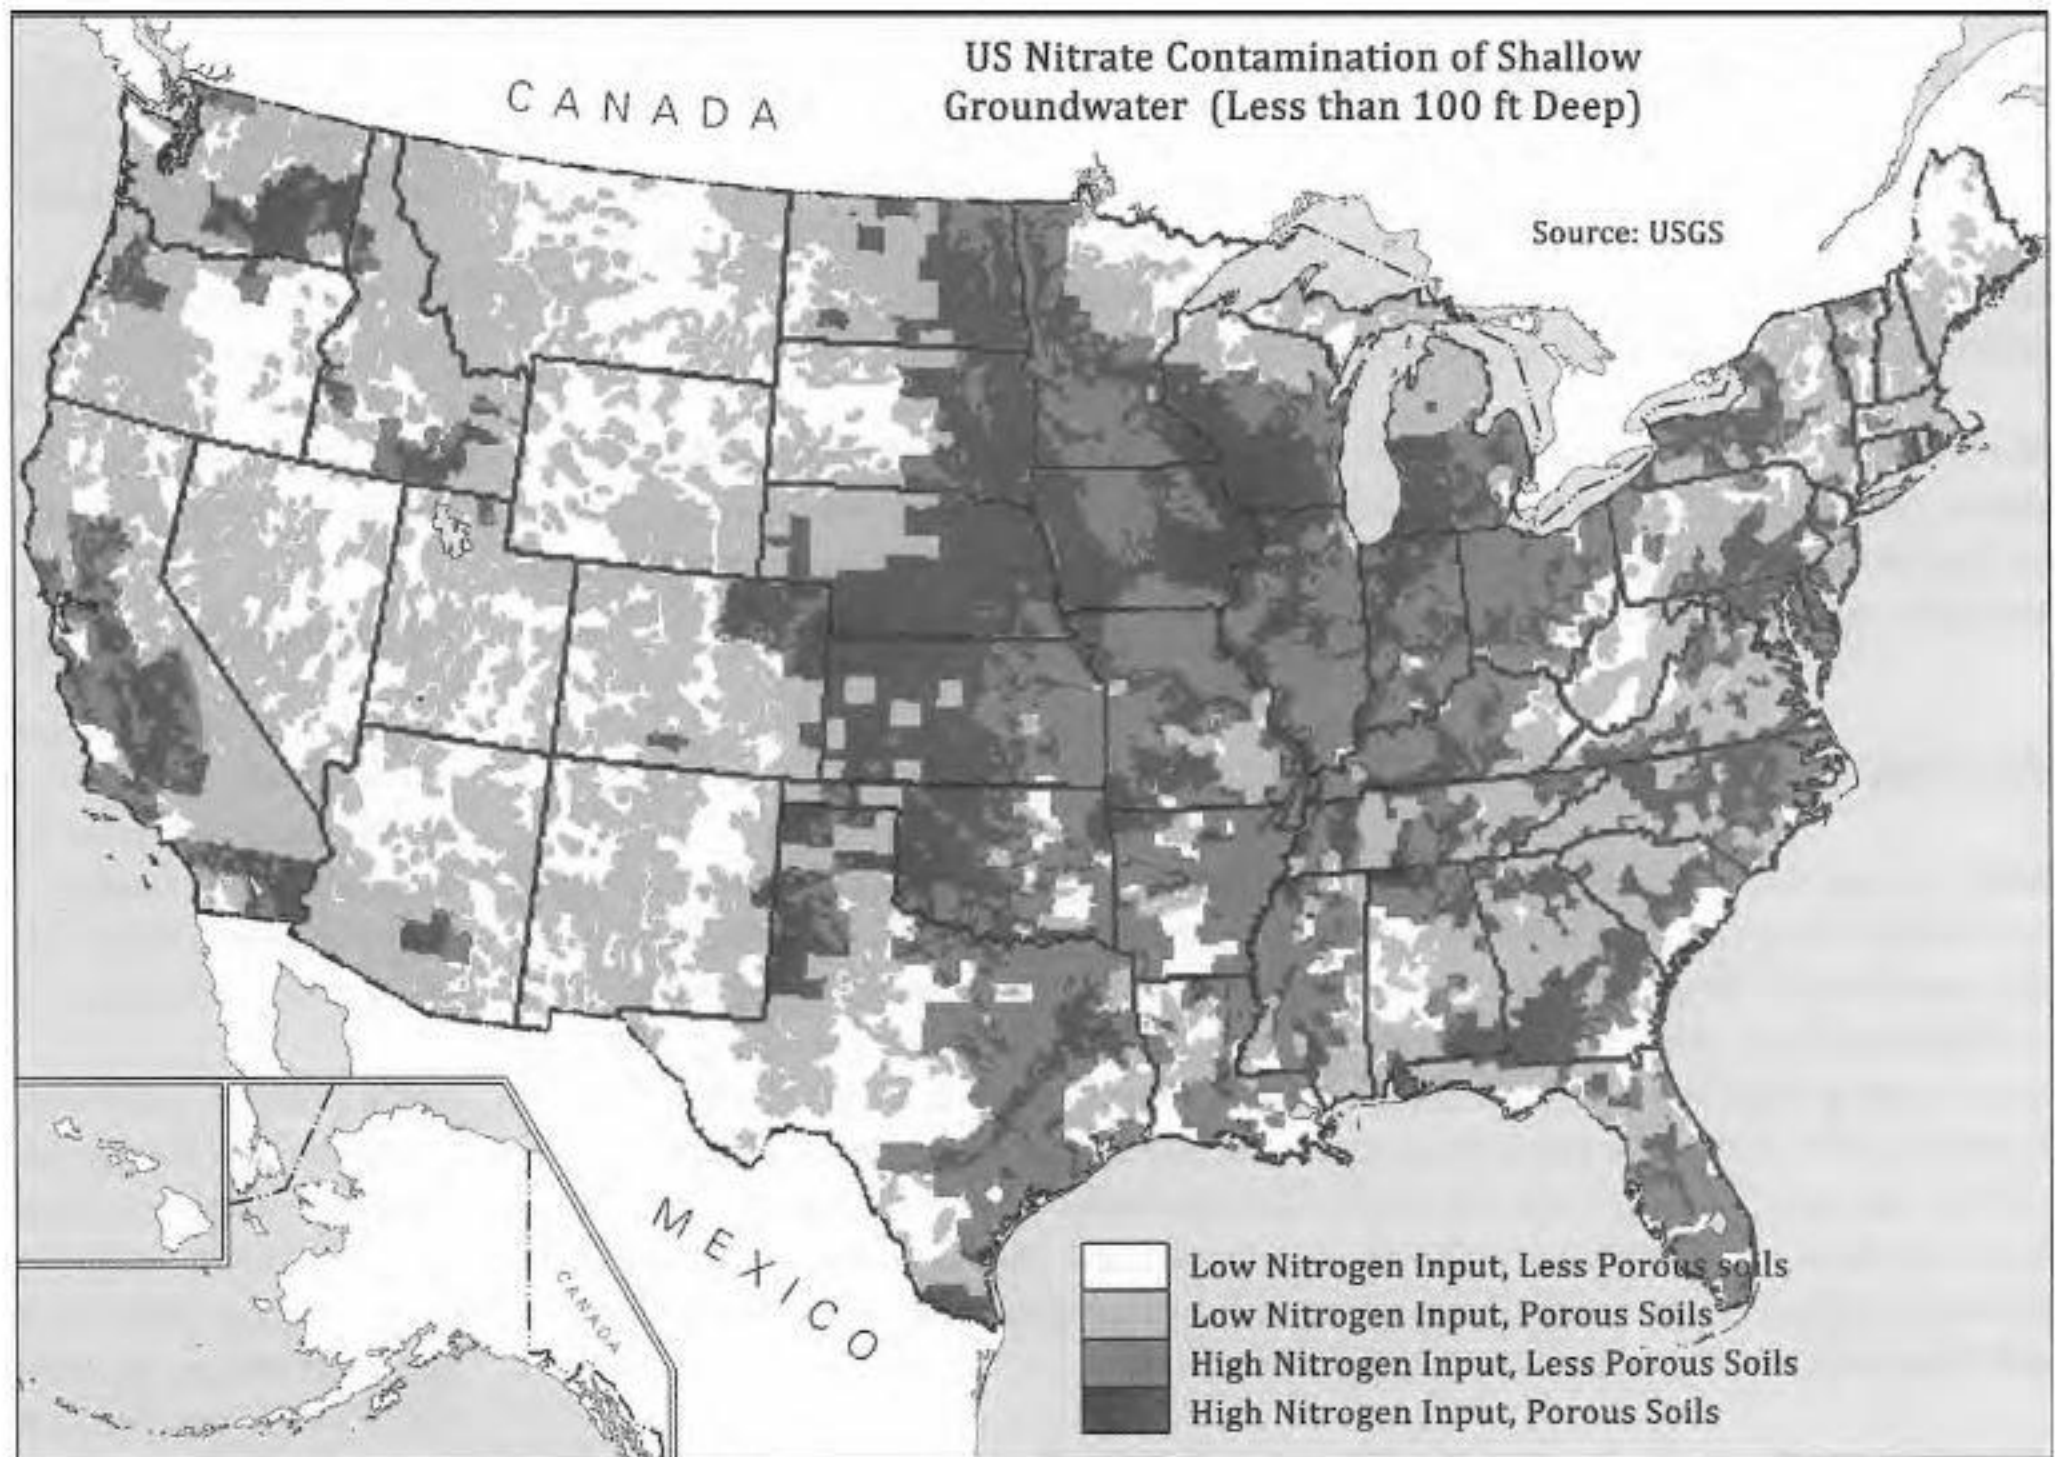 US Nitrate Contamination of Shallow
Groundwater (Less than 100 ft Deep)
CANADA
Source: USGS
MEXICO
CANADA
Low Nitrogen Input, Less Porous soils
Low Nitrogen Input, Porous Soils
High Nitrogen Input, Less Porous Soils
High Nitrogen Input, Porous Soils